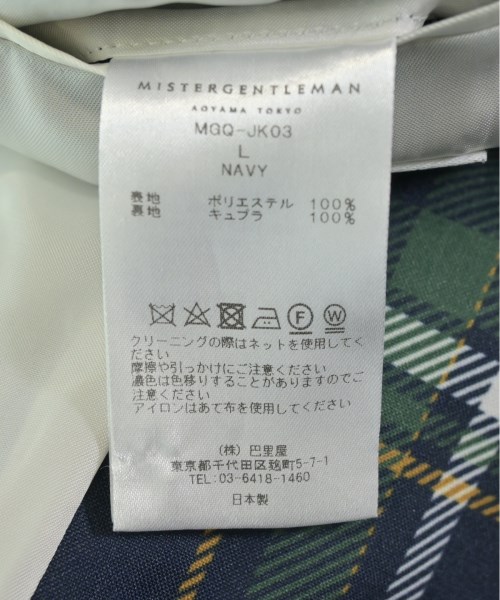 MISTERGENTLEMAN
AOYAMA TOKYO
MGQ-JK03
L
NAVY
表地 ポリエステル 100%
裏地 キュプラ 100%
F W
クリーニングの際はネットを使用してく
ださい
摩擦や引っかけにご注意ください
濃色は色移りすることがありますのでご
注意ください
アイロンはあて布を使用してください
(株) 巴里屋
東京都千代田区麹町5-7-1
TEL:03-6418-1460
日本製